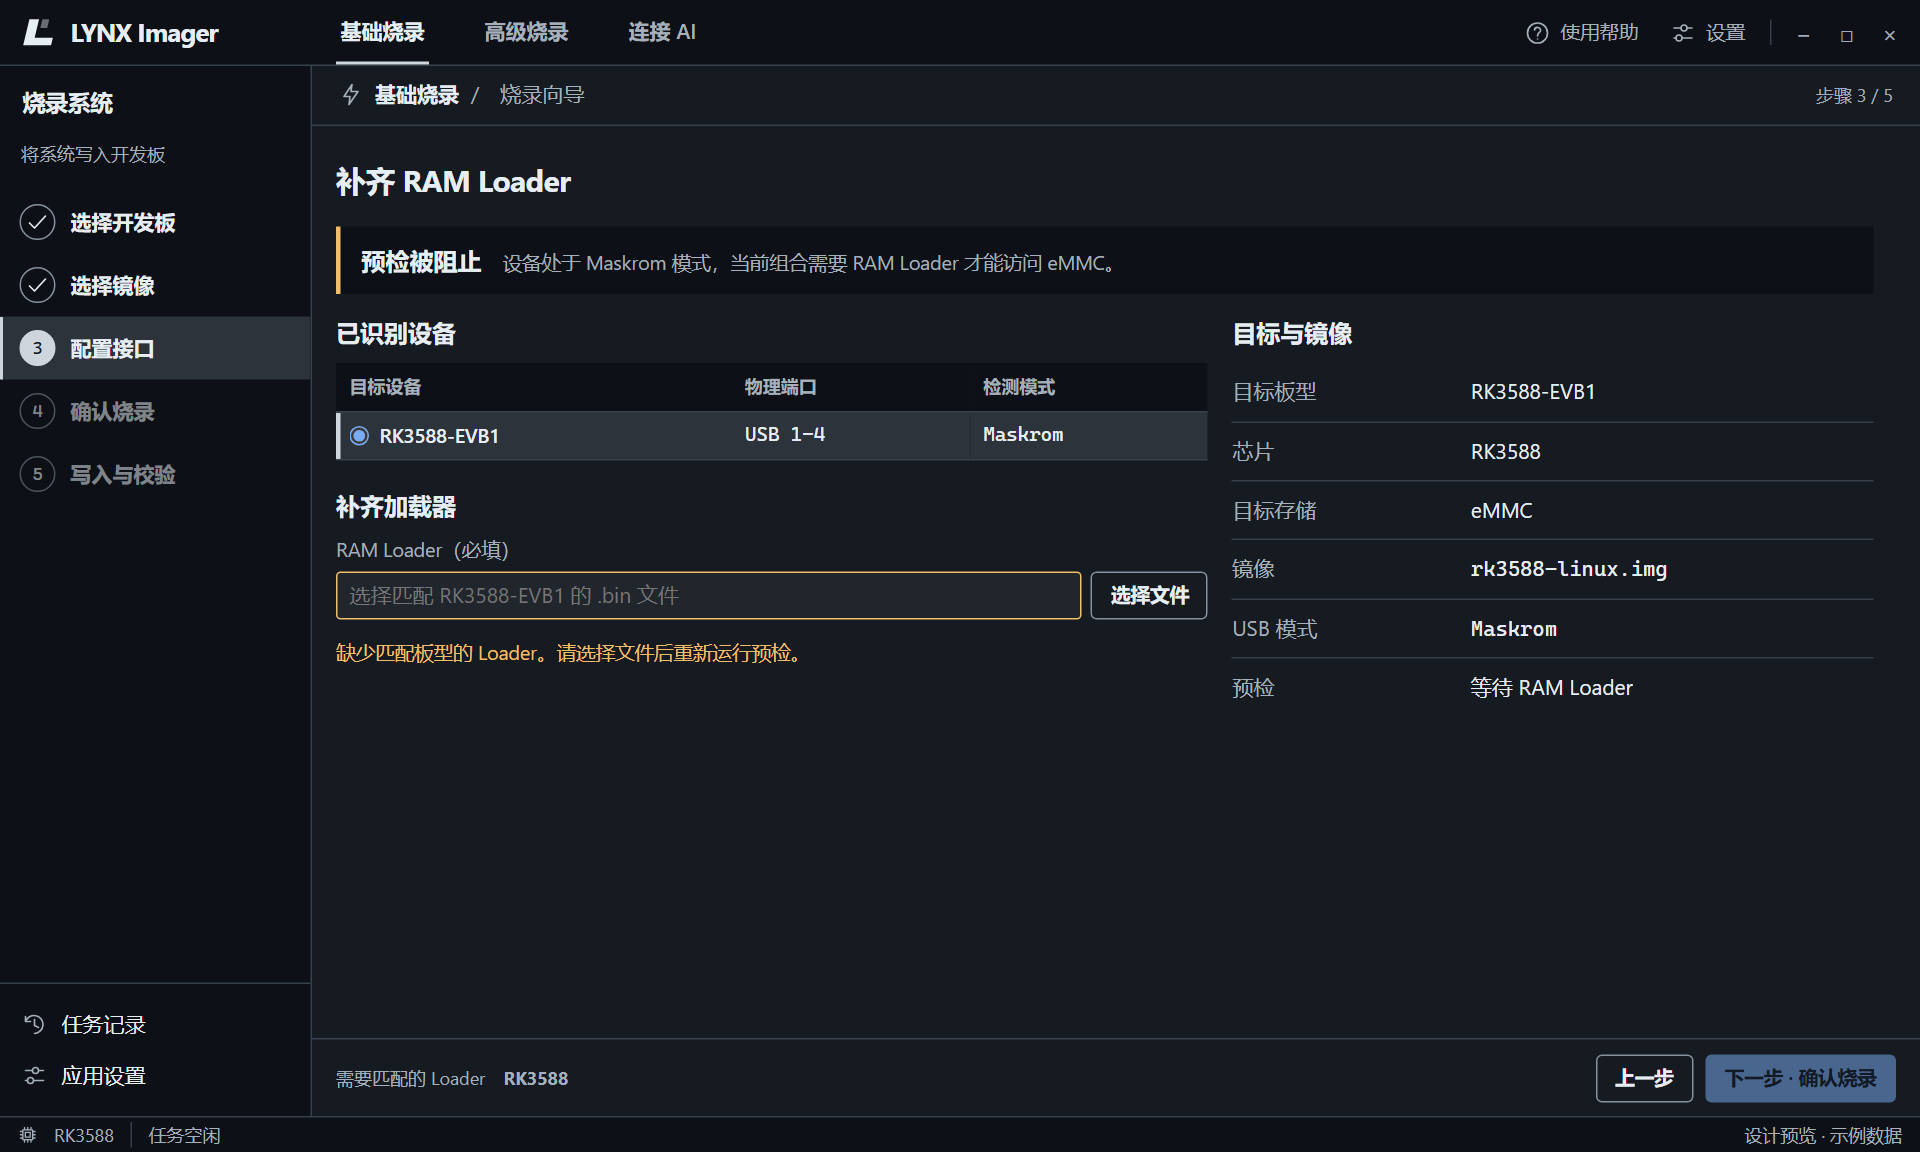 LYNX Imager
基础烧录
高级烧录
连接 AI
使用帮助
设置
烧录系统
将系统写入开发板
选择开发板
选择镜像
3 配置接口
4 确认烧录
5 写入与校验
任务记录
应用设置
基础烧录 / 烧录向导
步骤 3 / 5
补齐 RAM Loader
预检被阻止 设备处于 Maskrom 模式，当前组合需要 RAM Loader 才能访问 eMMC。
已识别设备
目标设备 物理端口 检测模式
RK3588-EVB1 USB 1-4 Maskrom
补齐加载器
RAM Loader（必填）
选择匹配 RK3588-EVB1 的 .bin 文件
选择文件
缺少匹配板型的 Loader。请选择文件后重新运行预检。
目标与镜像
目标板型 RK3588-EVB1
芯片 RK3588
目标存储 eMMC
镜像 rk3588-linux.img
USB 模式 Maskrom
预检 等待 RAM Loader
需要匹配的 Loader RK3588
上一步
下一步 · 确认烧录
RK3588 任务空闲
设计预览 · 示例数据